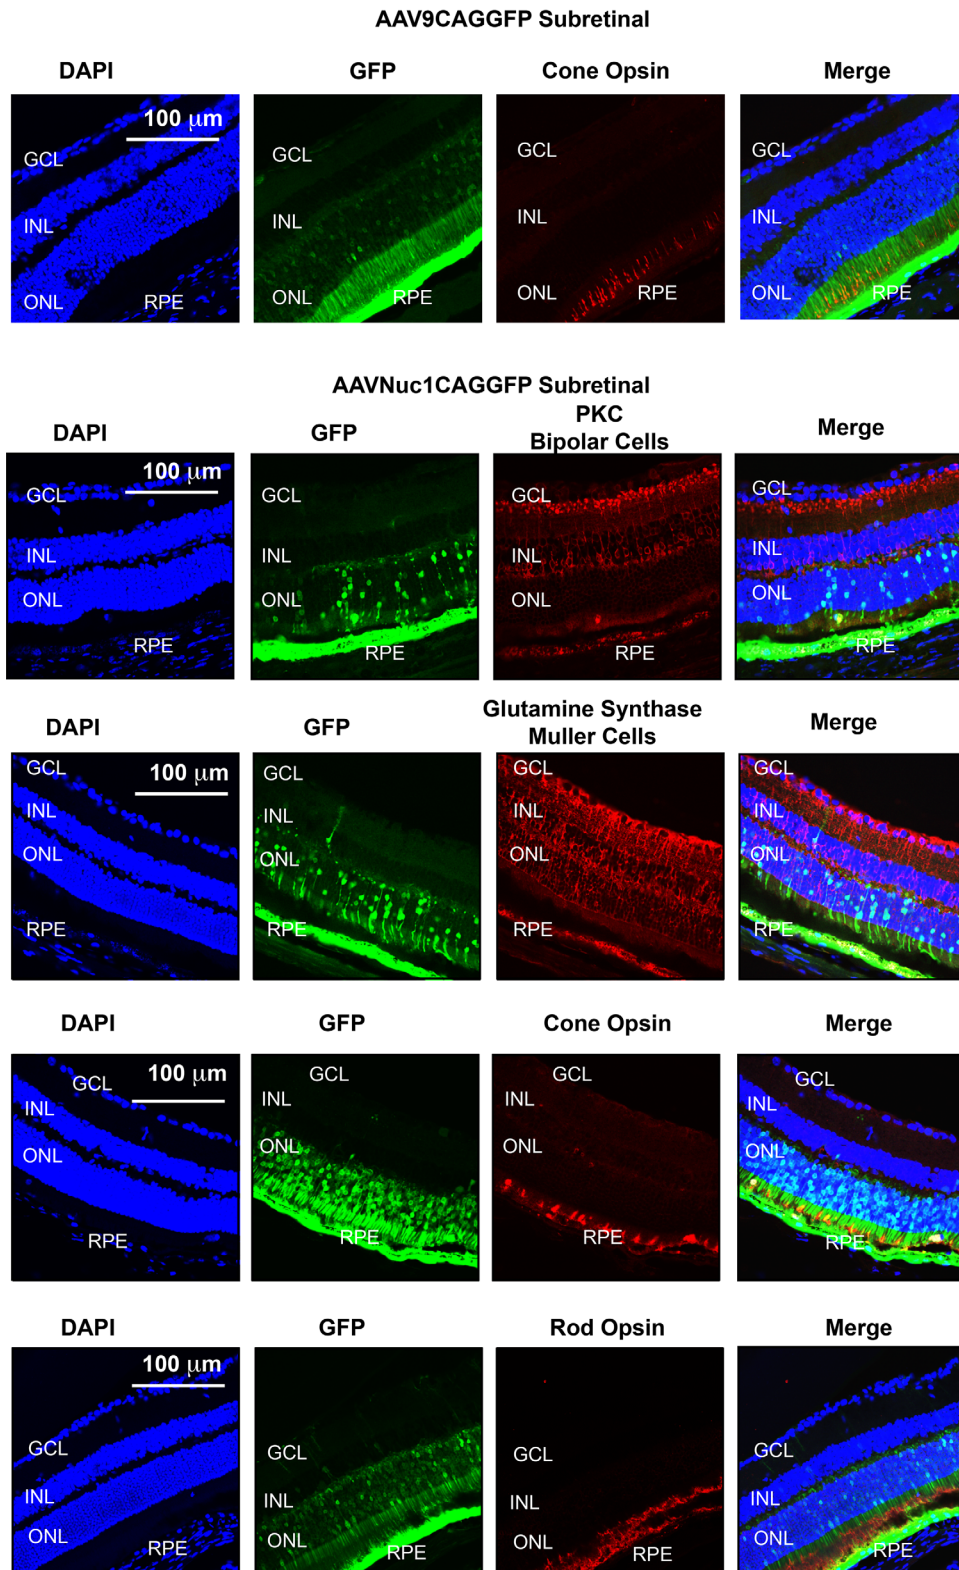 AAV9CAGGFP Subretinal
DAPI GFP Cone Opsin Merge
100 μm
GCL GCL GCL GCL
INL INL INL INL
ONL RPE ONL RPE ONL RPE ONL RPE
AAVNuc1CAGGFP Subretinal
DAPI GFP PKC Merge
Bipolar Cells
100 μm
GCL GCL GCL GCL
INL INL INL INL
ONL ONL ONL ONL
RPE RPE RPE RPE
DAPI GFP Glutamine Synthase Merge
Muller Cells
GCL 100 μm GCL GCL GCL
INL INL INL INL
ONL ONL ONL ONL
RPE RPE RPE RPE
DAPI GFP Cone Opsin Merge
GCL 100 μm GCL GCL GCL
INL INL INL INL
ONL ONL ONL ONL
RPE RPE RPE RPE
DAPI GFP Rod Opsin Merge
100 μm
GCL GCL GCL GCL
INL INL INL INL
ONL RPE ONL RPE ONL RPE ONL RPE